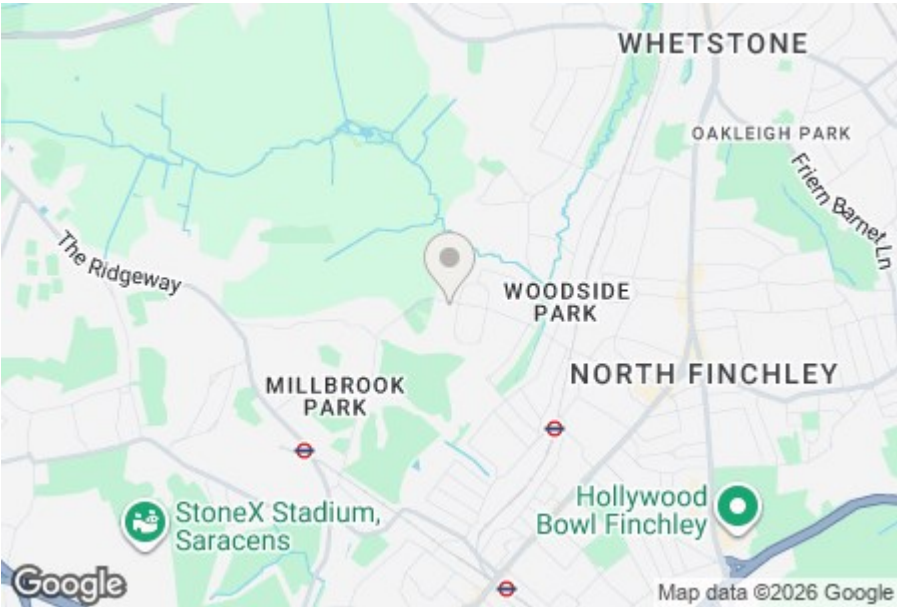 WHETSTONE
OAKLEIGH PARK
Friern Barnet Ln
The Ridgeway
WOODSIDE
PARK
NORTH FINCHLEY
MILLBROOK
PARK
StoneX Stadium,
Saracens
Hollywood
Bowl Finchley
Google
Map data ©2026 Google